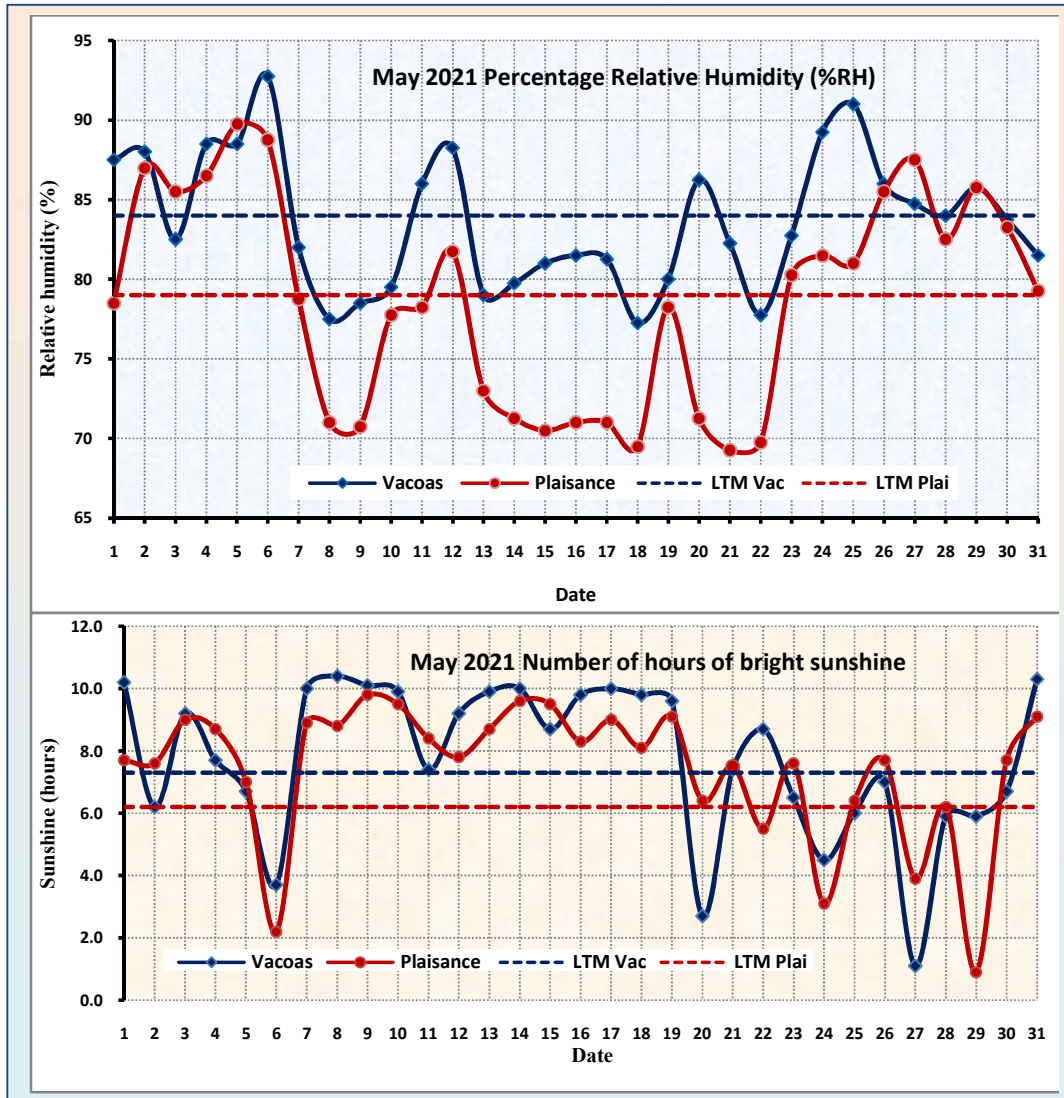 May 2021 Percentage Relative Humidity (%RH)
Relative humidity (%)
95
90
85
80
75
70
65
Vacoas Plaisance LTM Vac LTM Plai
1 2 3 4 5 6 7 8 9 10 11 12 13 14 15 16 17 18 19 20 21 22 23 24 25 26 27 28 29 30 31
Date
May 2021 Number of hours of bright sunshine
Sunshine (hours)
12.0
10.0
8.0
6.0
4.0
2.0
0.0
Vacoas Plaisance LTM Vac LTM Plai
1 2 3 4 5 6 7 8 9 10 11 12 13 14 15 16 17 18 19 20 21 22 23 24 25 26 27 28 29 30 31
Date